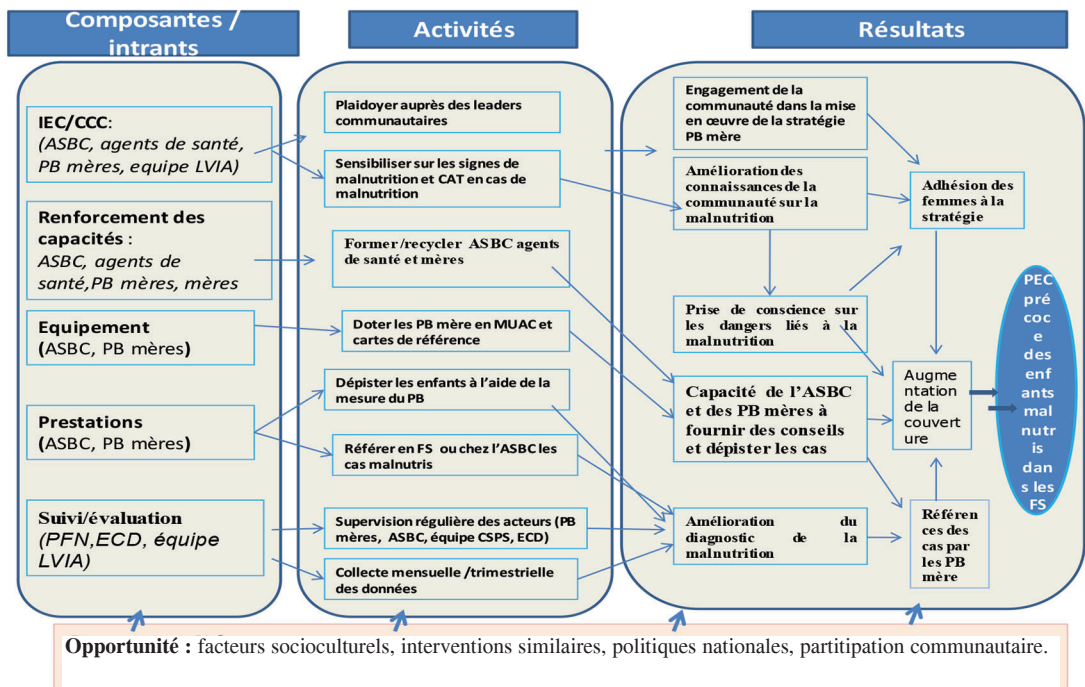 Composantes /
intrants
Activités
Résultats
IEC/CCC:
(ASBC, agents de santé,
PB mères, equipe LVIA)
Renforcement des
capacités :
ASBC, agents de
santé,PB mères, mères
Equipement
(ASBC, PB mères)
Prestations
(ASBC, PB mères)
Suivi/évaluation
(PFN,ECD, équipe
LVIA)
Plaidoyer auprès des leaders
communautaires
Sensibiliser sur les signes de
malnutrition et CAT en cas de
malnutrition
Former/recycler ASBC agents
de santé et mères
Doter les PB mère en MUAC et
cartes de référence
Dépister les enfants à l'aide de la
mesure du PB
Référer en FS ou chez l'ASBC les
cas malnutris
Supervision régulière des acteurs (PB
mères, ASBC, équipe CSPS, ECD)
Collecte mensuelle /trimestrielle
des données
Engagement de la
communauté dans la mise
en œuvre de la stratégie
PB mère
Amélioration des
connaissances de la
communauté sur la
malnutrition
Prise de conscience sur
les dangers liés à la
malnutrition
Capacité de l'ASBC
et des PB mères à
fournir des conseils
et dépister les cas
Amélioration du
diagnostic de la
malnutrition
Adhésion des
femmes à la
stratégie
Augme
ntation
de la
couvert
ure
Référen
ces des
cas par
les PB
mère
PEC
pré
coc
e
des
enf
ants
mal
nutr
is
dan
s les
FS
Opportunité : facteurs socioculturels, interventions similaires, politiques nationales, partitipation communautaire.